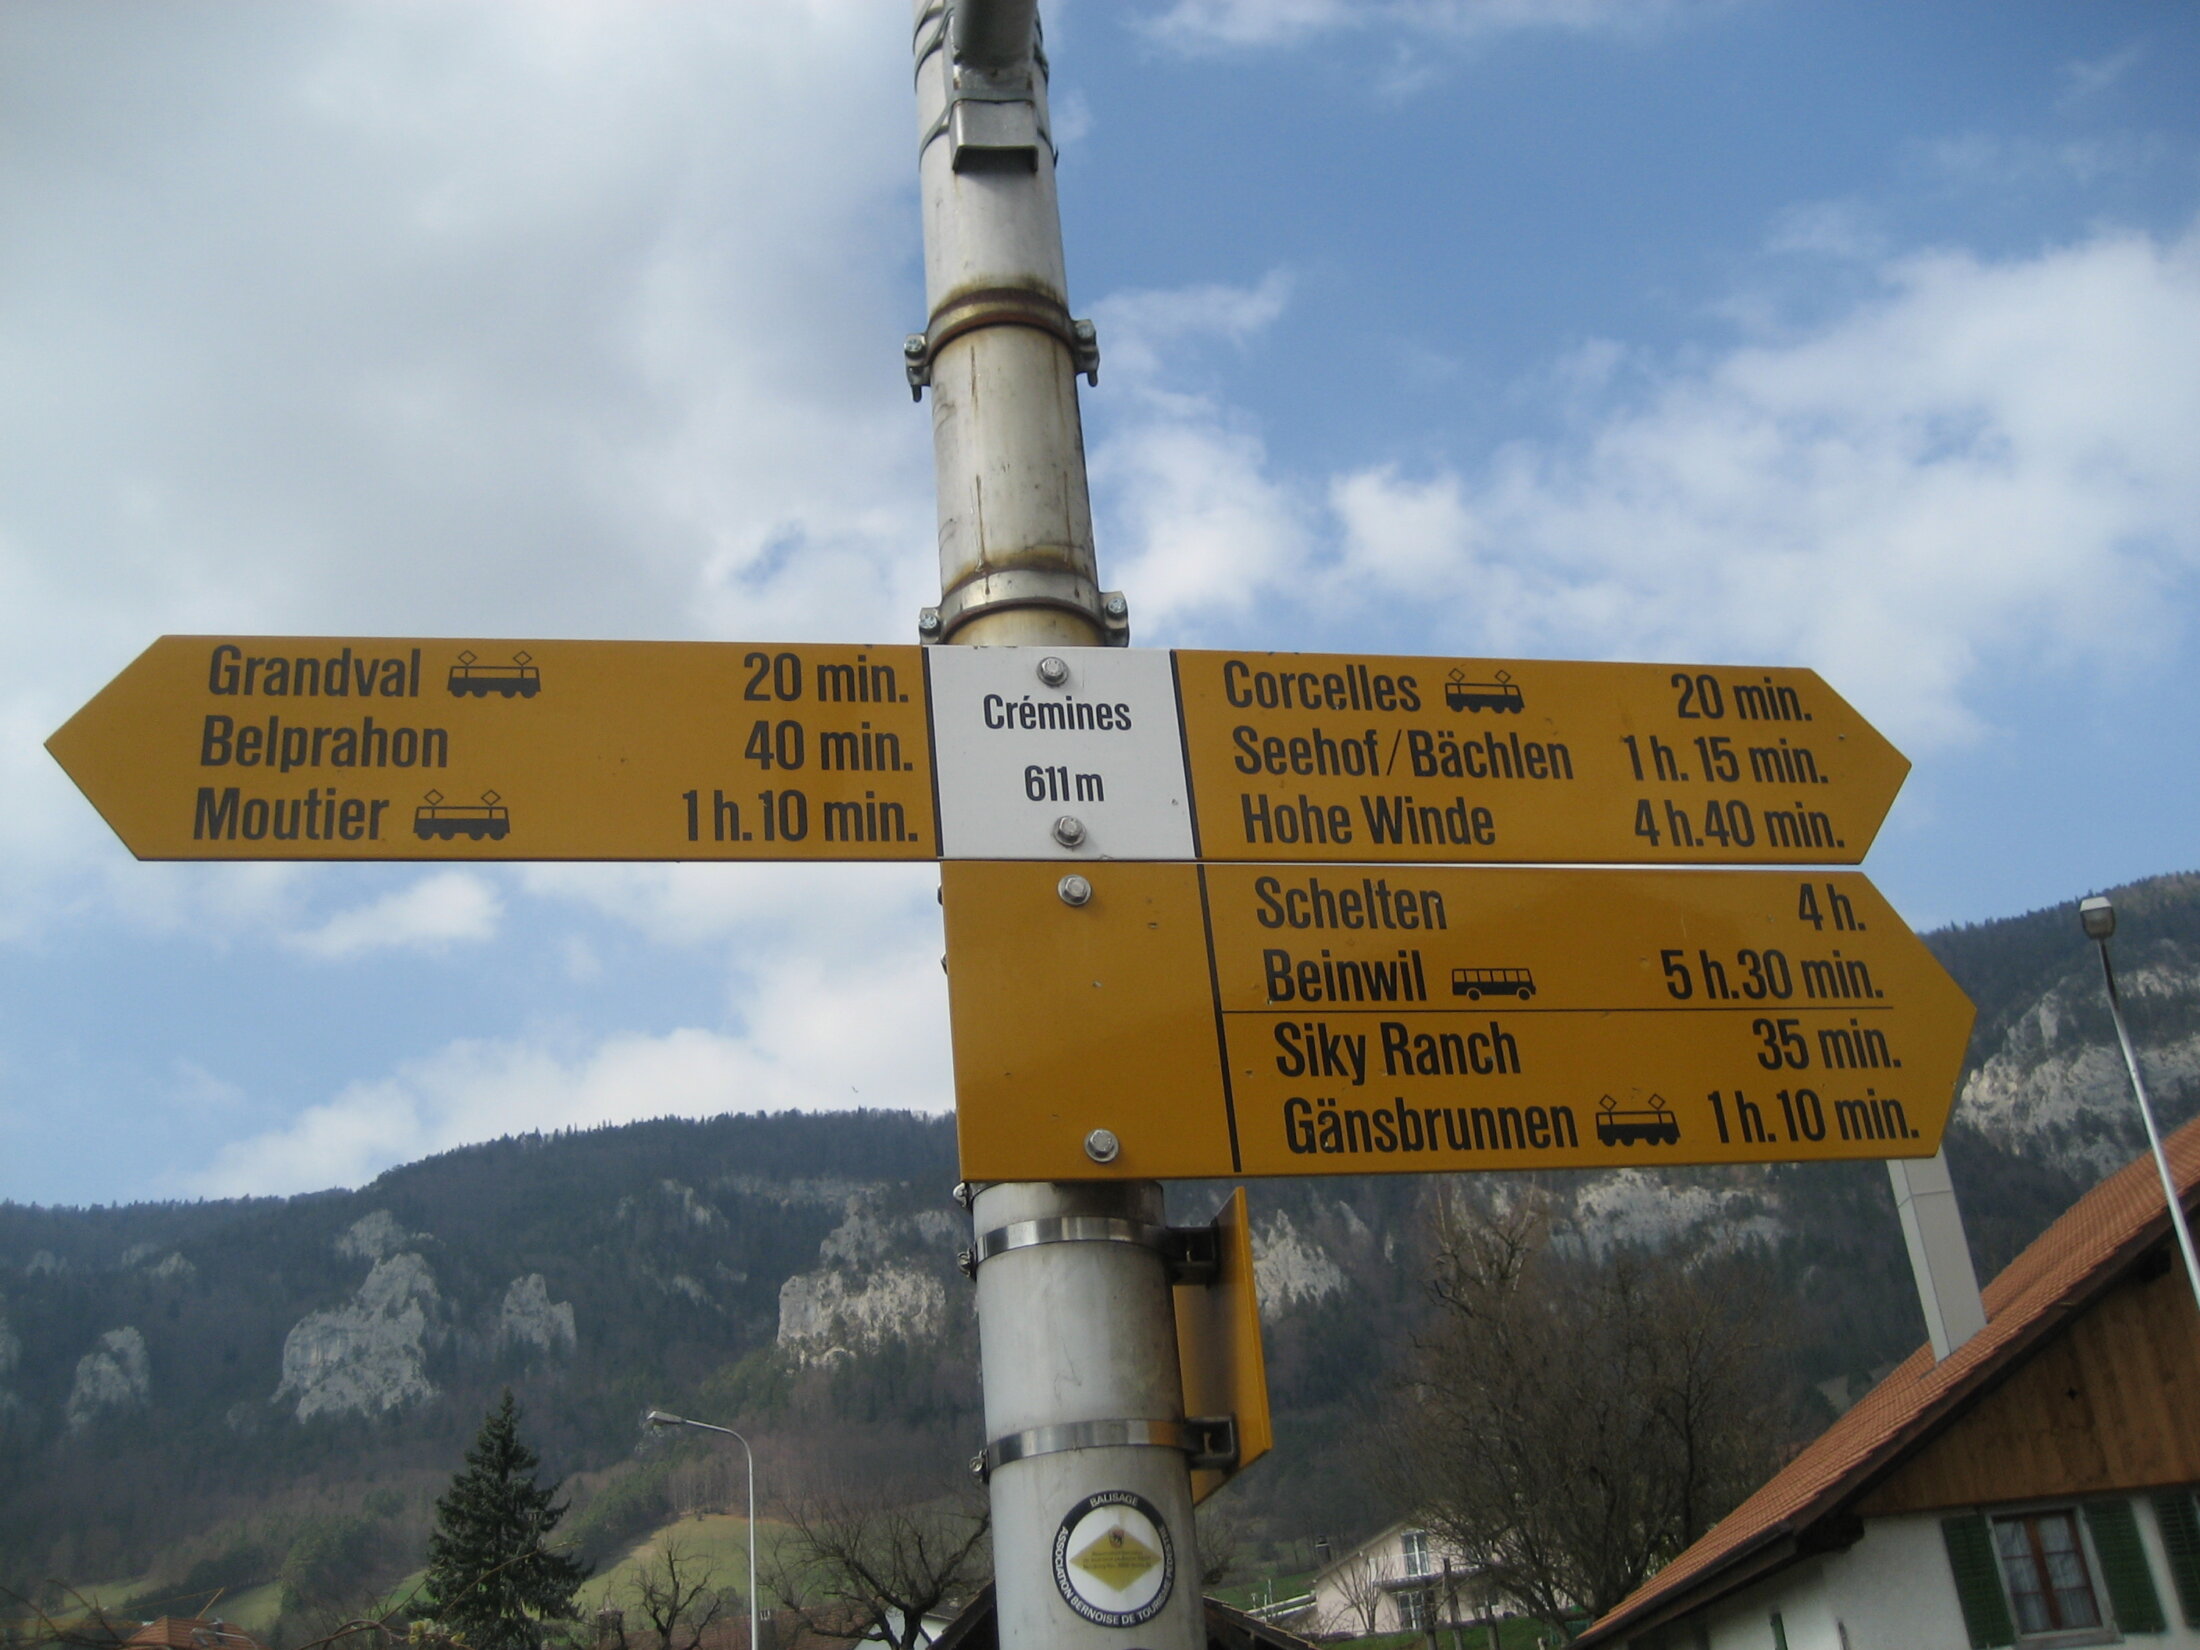 Grandval 20 min.
Belprahon 40 min.
Moutier 1 h. 10 min.
Crémines
611 m
Corcelles 20 min.
Seehof / Bächlen 1 h. 15 min.
Hohe Winde 4 h. 40 min.
Schelten 4 h.
Beinwil 5 h. 30 min.
Siky Ranch 35 min.
Gänsbrunnen 1 h. 10 min.
BALISAGE
ASSOCIATION BERNOISE DE TOURISME PEDESTRE